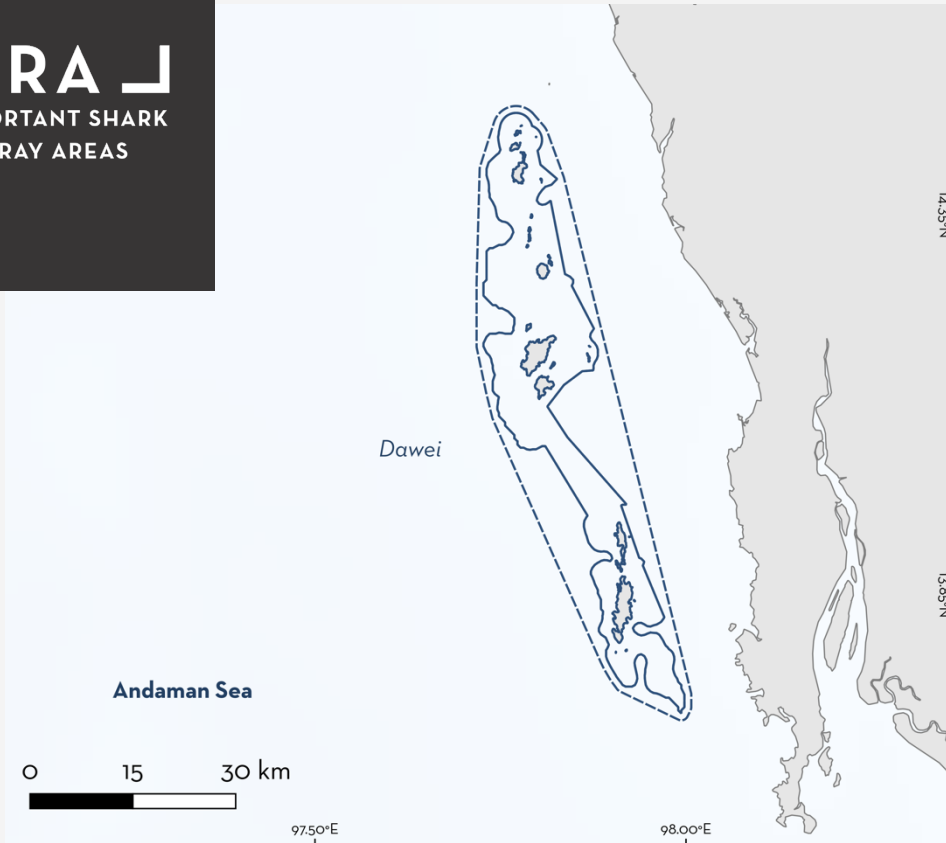 RA
ORTANT SHARK
RAY AREAS
14.35°N
Dawei
13.85°N
Andaman Sea
0 15 30 km
97.50°E 98.00°E